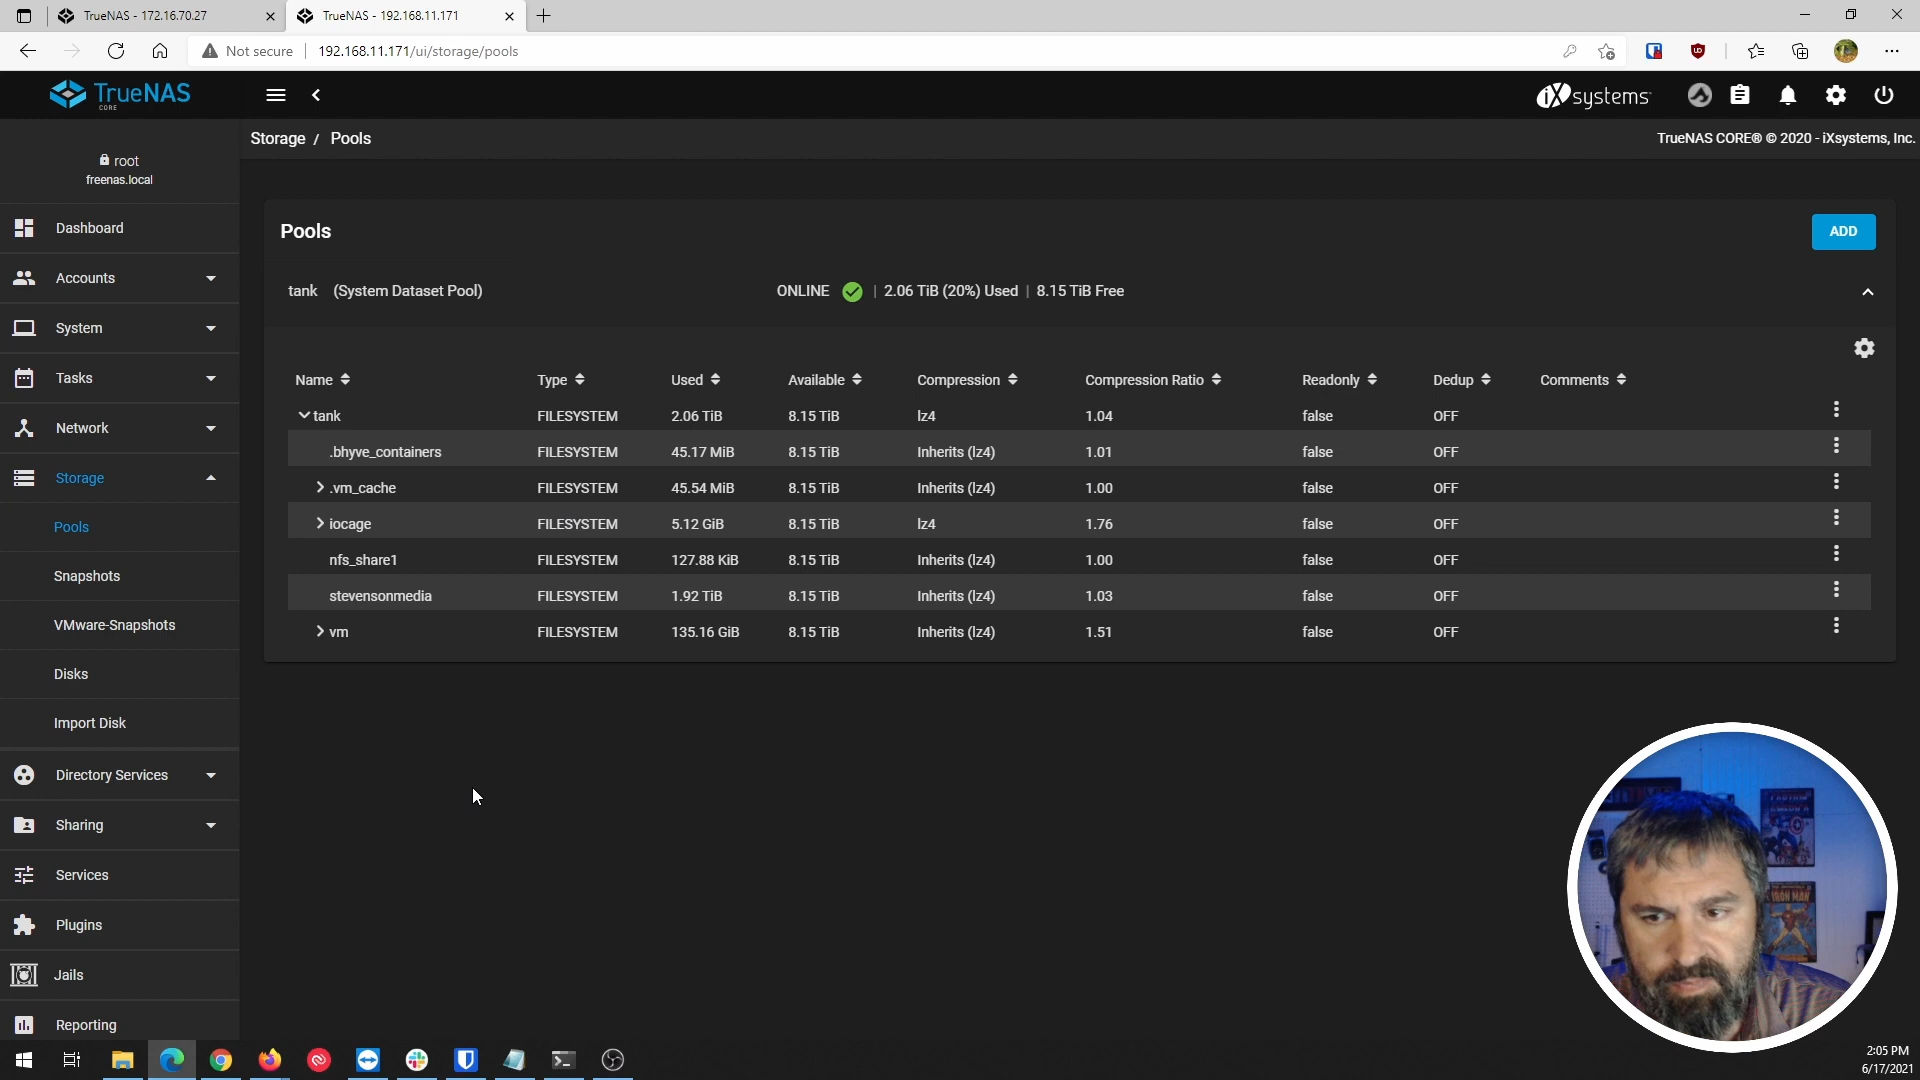 TrueNAS - 172.16.70.27
TrueNAS - 192.168.11.171
Not secure
192.168.11.171/ui/storage/pools
TrueNAS
CORE
iXsystems
Storage / Pools
TrueNAS CORE® © 2020 - iXsystems, Inc.
root
freenas.local
Dashboard
Accounts
System
Tasks
Network
Storage
Pools
Snapshots
VMware-Snapshots
Disks
Import Disk
Directory Services
Sharing
Services
Plugins
Jails
Reporting
Pools
ADD
tank (System Dataset Pool) ONLINE | 2.06 TiB (20%) Used | 8.15 TiB Free
Name Type Used Available Compression Compression Ratio Readonly Dedup Comments
tank FILESYSTEM 2.06 TiB 8.15 TiB lz4 1.04 false OFF
.bhyve_containers FILESYSTEM 45.17 MiB 8.15 TiB Inherits (lz4) 1.01 false OFF
.vm_cache FILESYSTEM 45.54 MiB 8.15 TiB Inherits (lz4) 1.00 false OFF
iocage FILESYSTEM 5.12 GiB 8.15 TiB lz4 1.76 false OFF
nfs_share1 FILESYSTEM 127.88 KiB 8.15 TiB Inherits (lz4) 1.00 false OFF
stevensonmedia FILESYSTEM 1.92 TiB 8.15 TiB Inherits (lz4) 1.03 false OFF
vm FILESYSTEM 135.16 GiB 8.15 TiB Inherits (lz4) 1.51 false OFF
IRON MAN
2:05 PM
6/17/2021